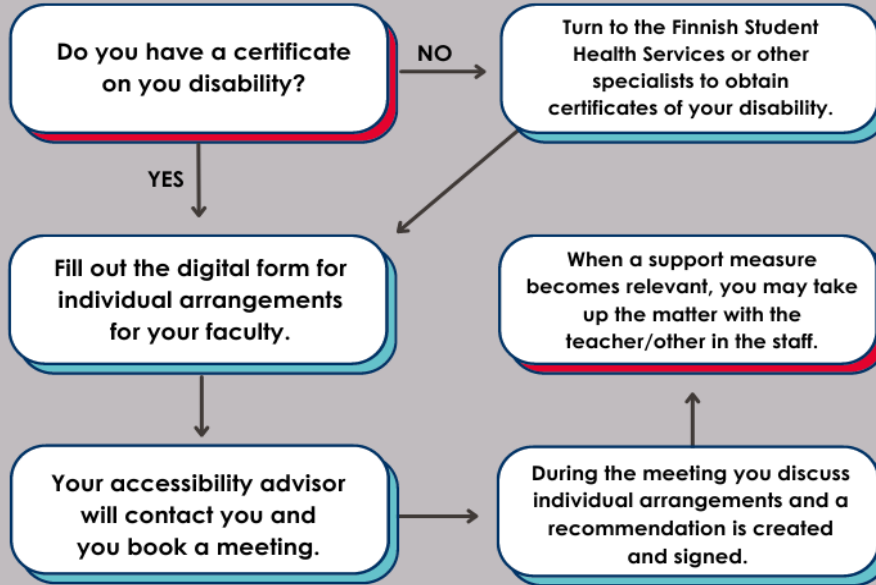 Do you have a certificate
on you disability?
NO
Turn to the Finnish Student
Health Services or other
specialists to obtain
certificates of your disability.
YES
Fill out the digital form for
individual arrangements
for your faculty.
When a support measure
becomes relevant, you may take
up the matter with the
teacher/other in the staff.
Your accessibility advisor
will contact you and
you book a meeting.
During the meeting you discuss
individual arrangements and a
recommendation is created
and signed.